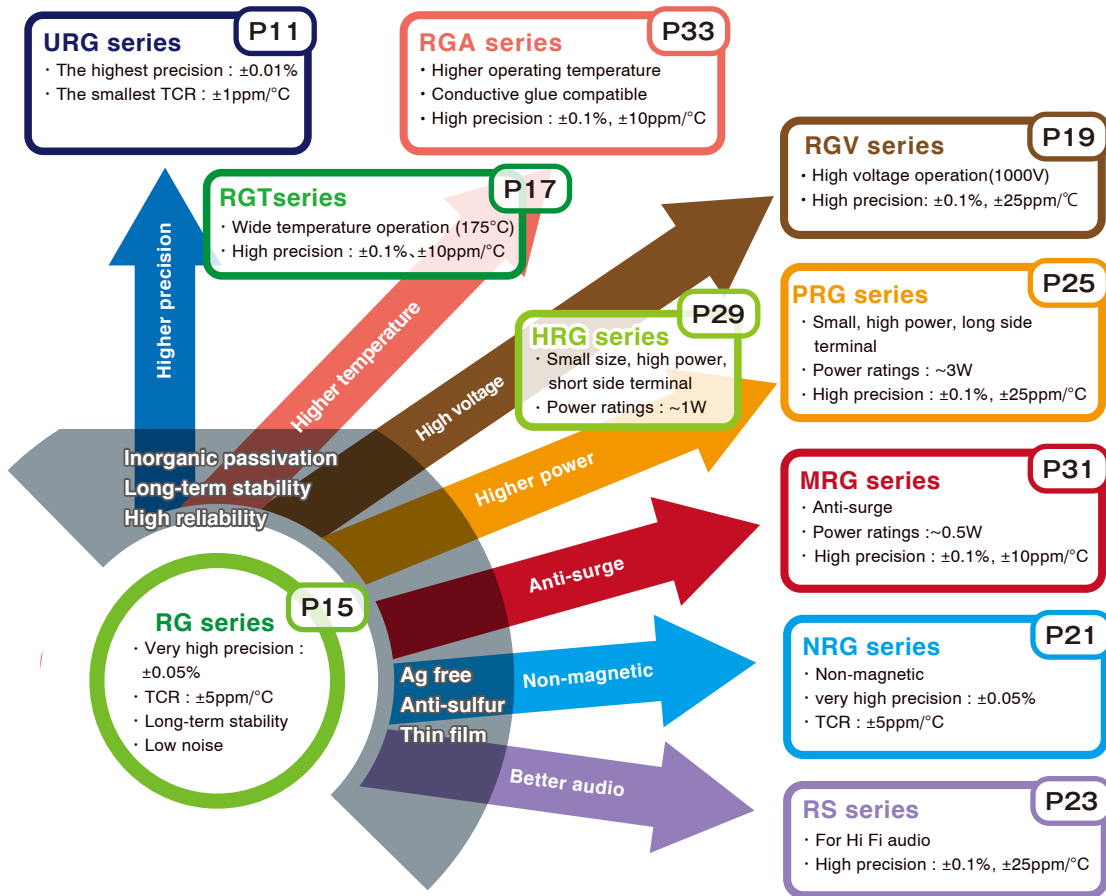 P11
URG series
· The highest precision : ±0.01%
· The smallest TCR : ±1ppm/°C
P33
RGA series
• Higher operating temperature
• Conductive glue compatible
• High precision : ±0.1%, ±10ppm/°C
P17
RGTseries
· Wide temperature operation (175°C)
· High precision : ±0.1%、±10ppm/°C
P19
RGV series
• High voltage operation(1000V)
• High precision: ±0.1%, ±25ppm/℃
P29
HRG series
· Small size, high power,
short side terminal
· Power ratings : ~1W
P25
PRG series
· Small, high power, long side
terminal
· Power ratings : ~3W
· High precision : ±0.1%, ±25ppm/°C
P31
MRG series
· Anti-surge
· Power ratings :~0.5W
· High precision : ±0.1%, ±10ppm/°C
P21
NRG series
· Non-magnetic
· very high precision : ±0.05%
· TCR : ±5ppm/°C
P23
RS series
· For Hi Fi audio
· High precision : ±0.1%, ±25ppm/°C
Higher precision
Higher temperature
High voltage
Higher power
Anti-surge
Non-magnetic
Better audio
Inorganic passivation
Long-term stability
High reliability
Ag free
Anti-sulfur
Thin film
P15
RG series
· Very high precision :
±0.05%
· TCR : ±5ppm/°C
· Long-term stability
· Low noise